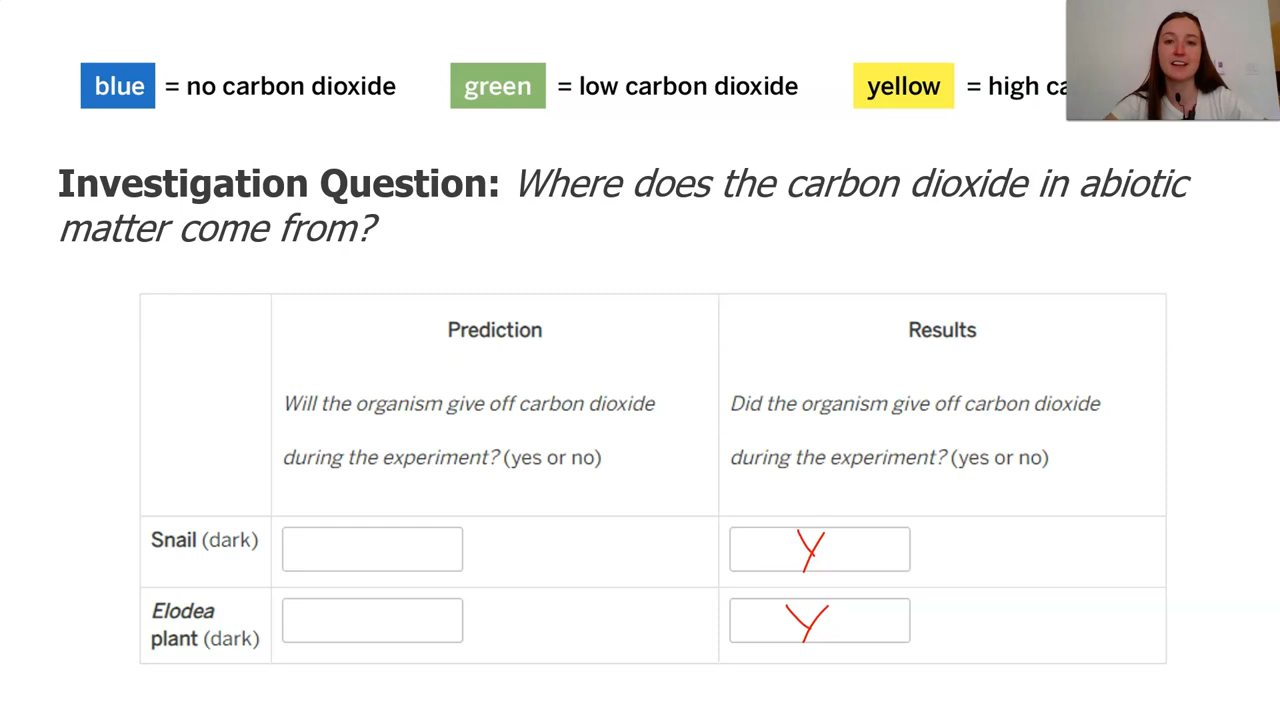 blue = no carbon dioxide green = low carbon dioxide yellow = high
Investigation Question: Where does the carbon dioxide in abiotic
matter come from?
Prediction Results
Will the organism give off carbon dioxide Did the organism give off carbon dioxide
during the experiment? (yes or no) during the experiment? (yes or no)
Snail (dark) Y
Elodea Y
plant (dark)